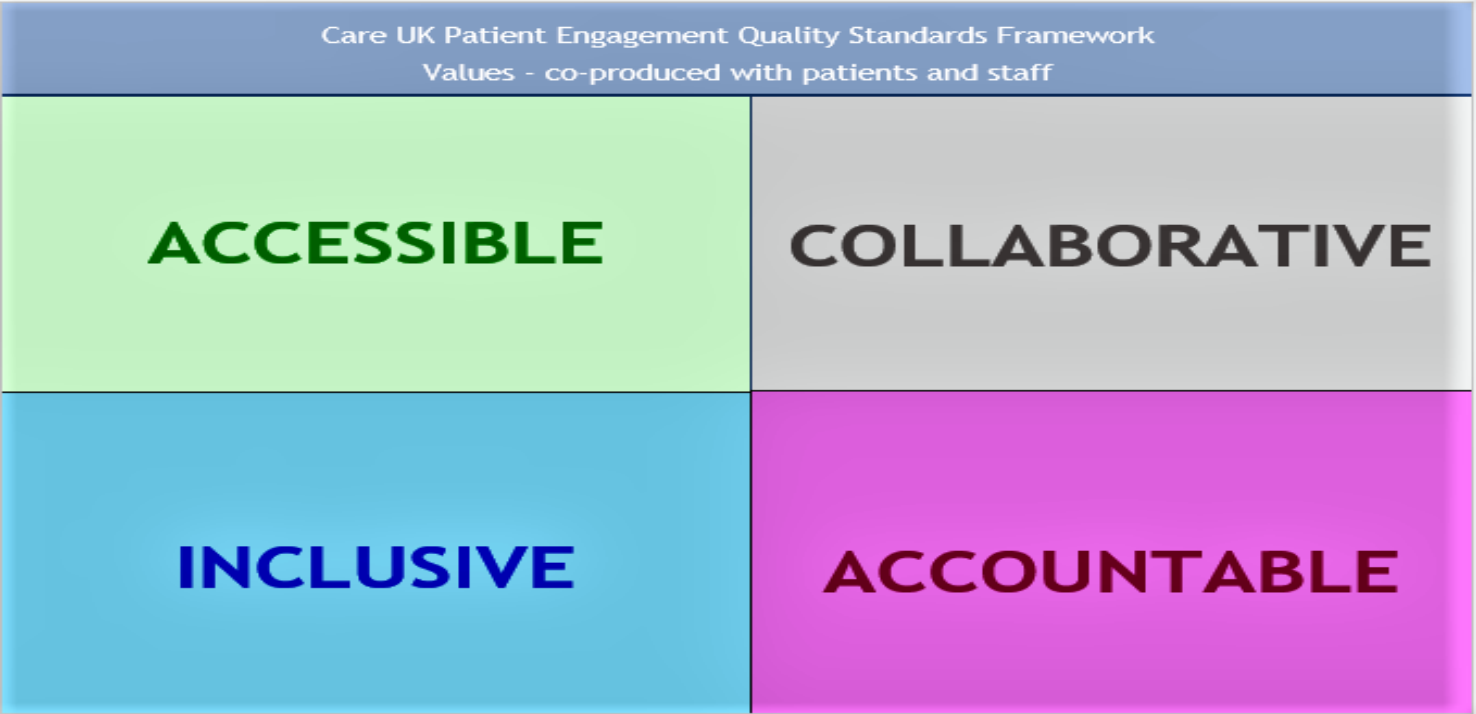 Care UK Patient Engagement Quality Standards Framework
Values - co-produced with patients and staff
ACCESSIBLE
COLLABORATIVE
INCLUSIVE
ACCOUNTABLE